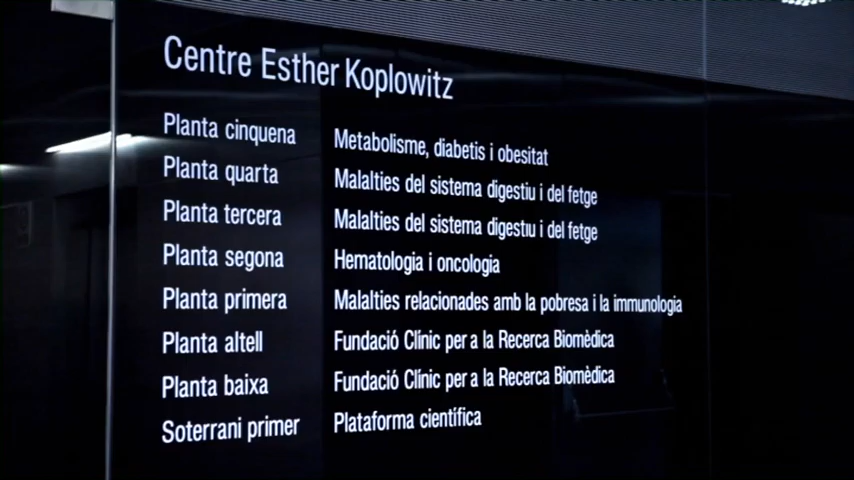 Centre Esther Koplowitz
Planta cinquena Metabolisme, diabetis i obesitat
Planta quarta Malalties del sistema digestiu i del fetge
Planta tercera Malalties del sistema digestiu i del fetge
Planta segona Hematologia i oncologia
Planta primera Malalties relacionades amb la pobresa i la immunologia
Planta altell Fundació Clínic per a la Recerca Biomèdica
Planta baixa Fundació Clínic per a la Recerca Biomèdica
Soterrani primer Plataforma científica